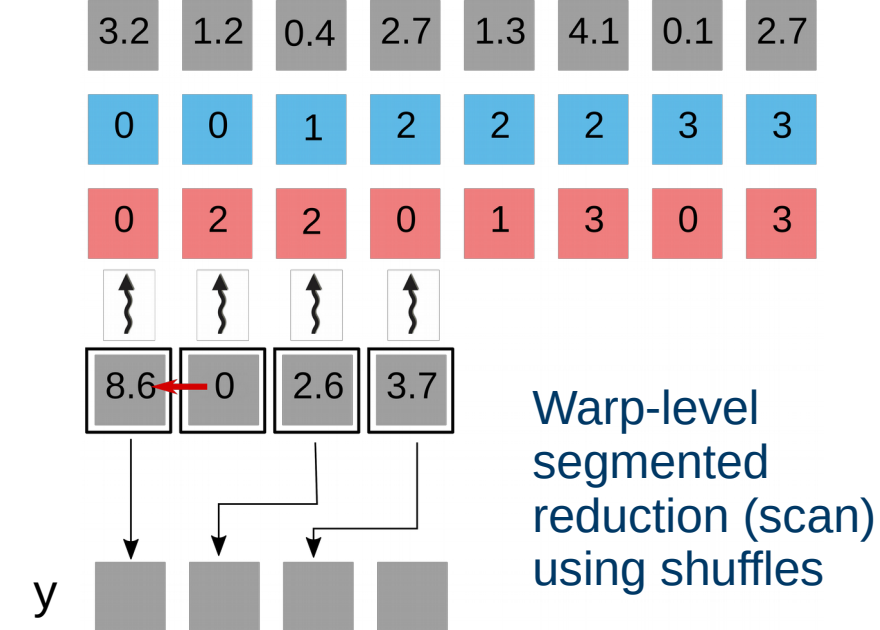 3.2 1.2 0.4 2.7 1.3 4.1 0.1 2.7
0 0 1 2 2 2 3 3
0 2 2 0 1 3 0 3
8.6 0 2.6 3.7
Warp-level
segmented
reduction (scan)
using shuffles
y